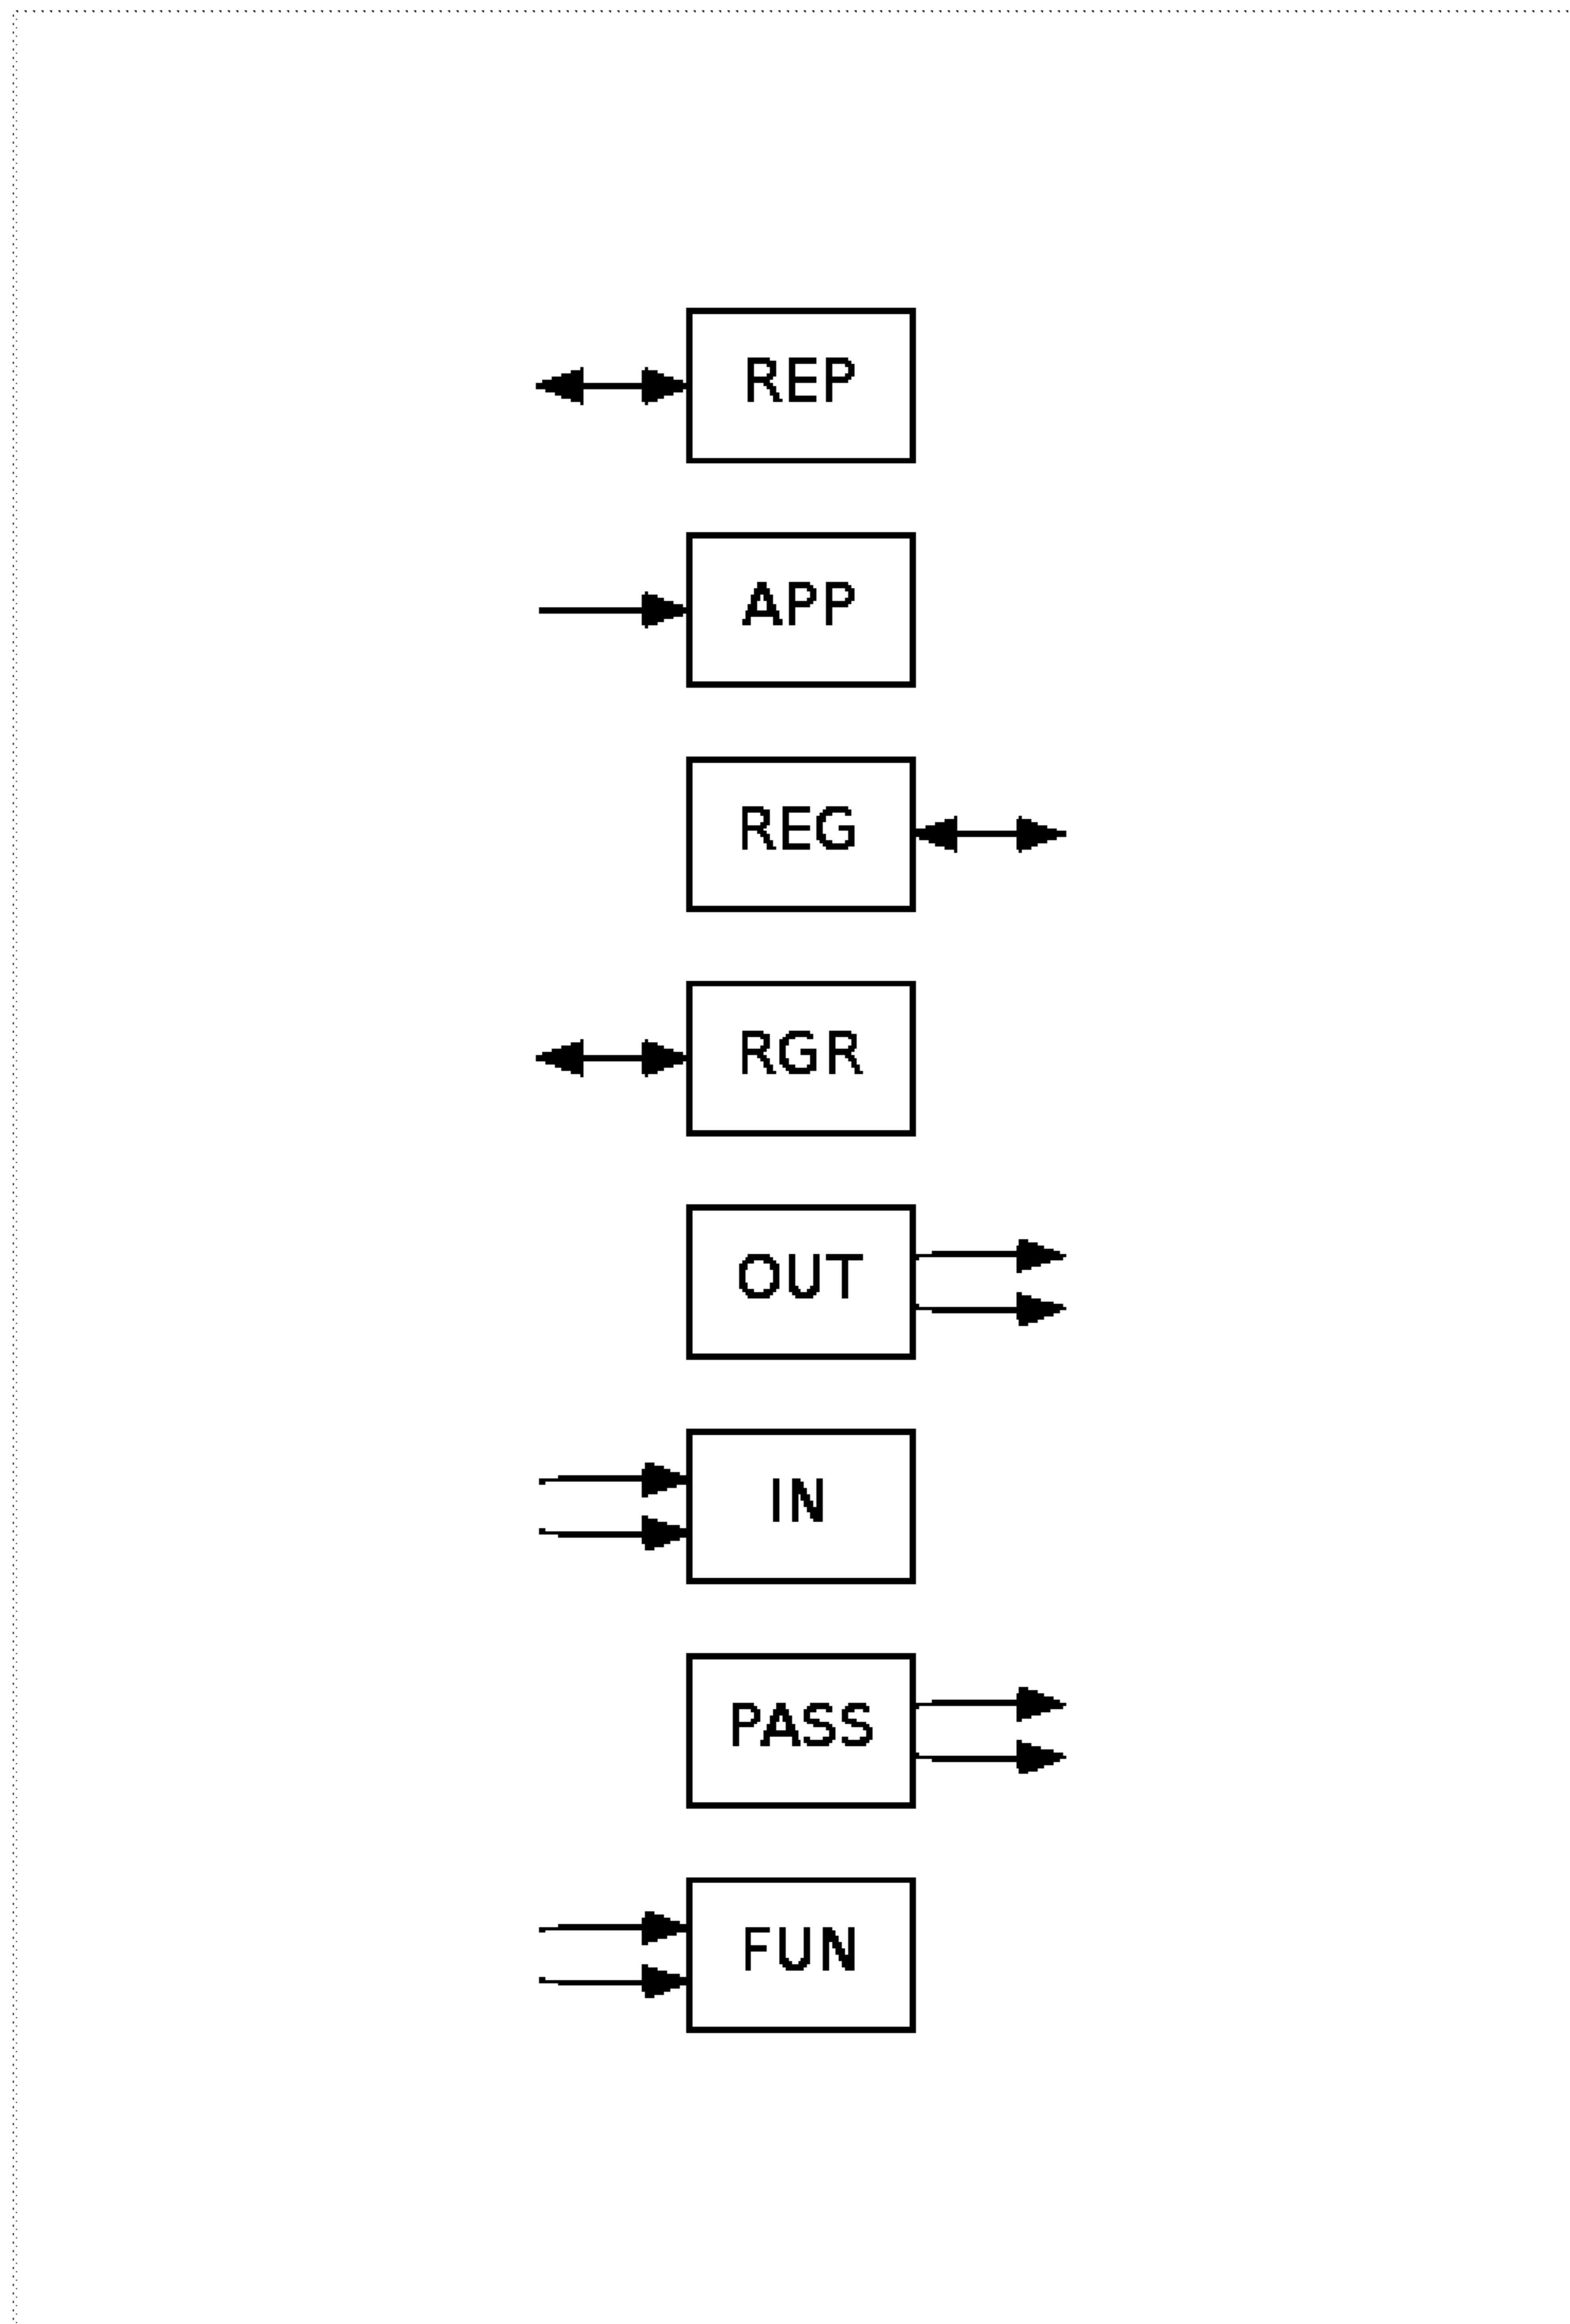 REP
APP
REG
RGR
OUT
IN
PASS
FUN